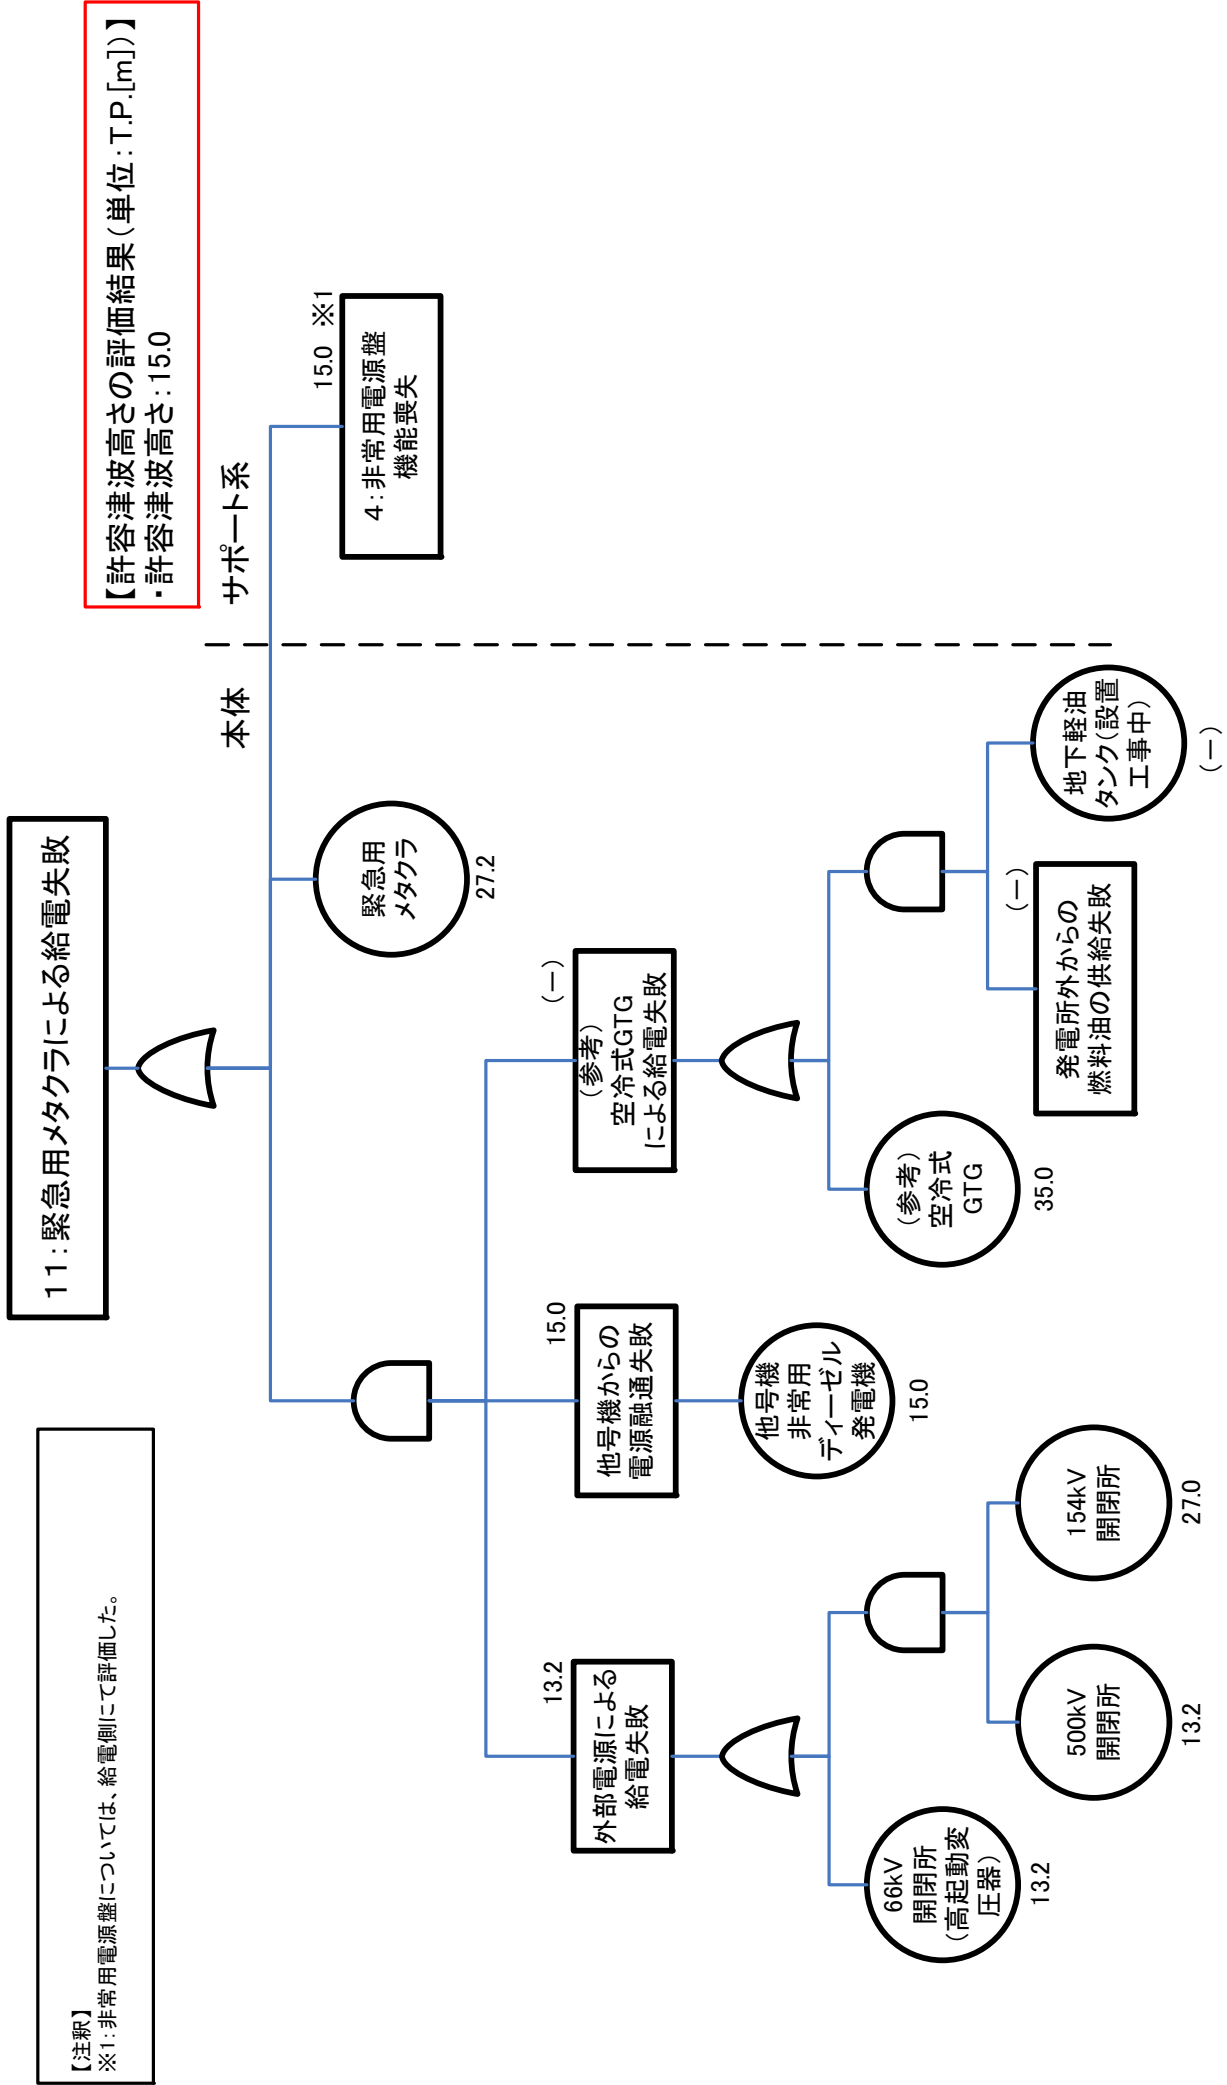 【注釈】
※1:非常用電源盤については、給電側にて評価した。
11:緊急用メタクラによる給電失敗
【許容津波高さの評価結果(単位:T.P.[m])】
・許容津波高さ:15.0
本体
サポート系
緊急用
メタクラ
27.2
15.0 ※1
4:非常用電源盤
機能喪失
13.2
外部電源による
給電失敗
15.0
他号機からの
電源融通失敗
(-)
(参考)
空冷式GTG
による給電失敗
66kV
開閉所
(高起動変
圧器)
13.2
500kV
開閉所
13.2
154kV
開閉所
27.0
他号機
非常用
ディーゼル
発電機
15.0
(参考)
空冷式
GTG
35.0
(-)
発電所外からの
燃料油の供給失敗
地下軽油
タンク(設置
工事中)
(-)